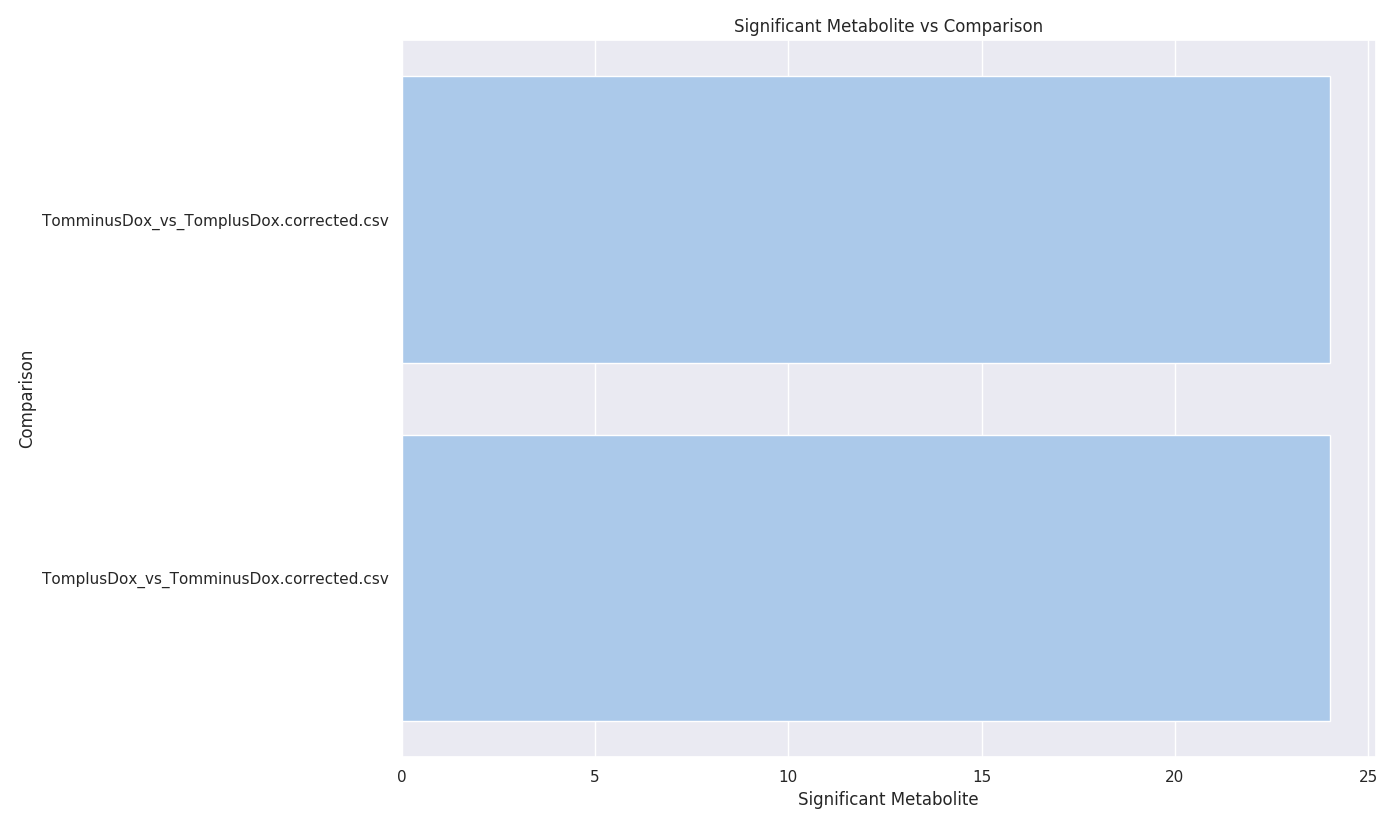 Significant Metabolite vs Comparison
TomminusDox_vs_TomplusDox.corrected.csv
Comparison
TomplusDox_vs_TomminusDox.corrected.csv
0 5 10 15 20 25
Significant Metabolite